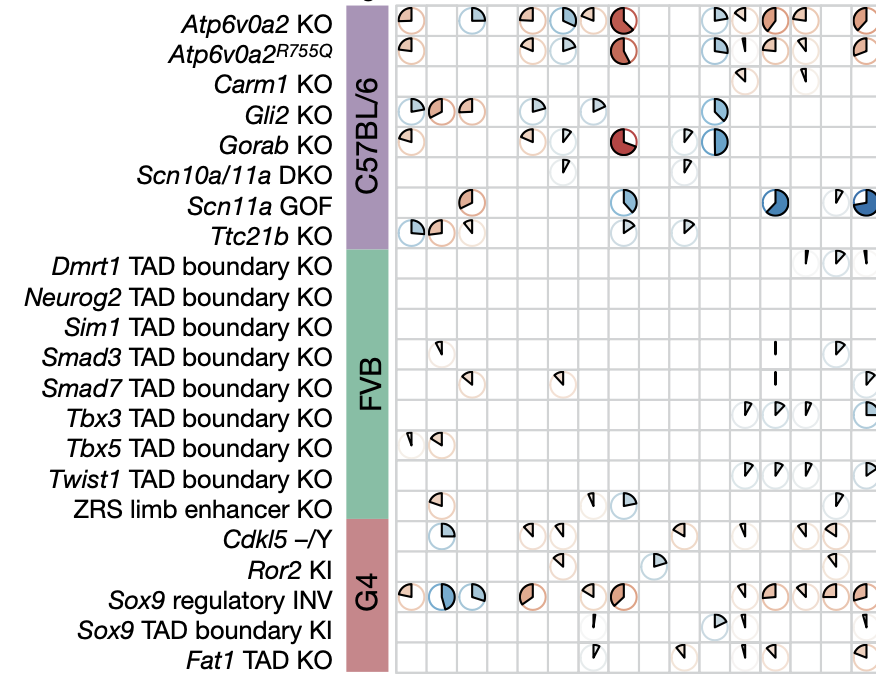 Atp6v0a2 KO
Atp6v0a2R755Q
Carm1 KO
Gli2 KO
Gorab KO
Scn10a/11a DKO
Scn11a GOF
Ttc21b KO
C57BL/6
Dmrt1 TAD boundary KO
Neurog2 TAD boundary KO
Sim1 TAD boundary KO
Smad3 TAD boundary KO
Smad7 TAD boundary KO
Tbx3 TAD boundary KO
Tbx5 TAD boundary KO
Twist1 TAD boundary KO
ZRS limb enhancer KO
FVB
Cdkl5 –/Y
Ror2 KI
Sox9 regulatory INV
Sox9 TAD boundary KI
Fat1 TAD KO
G4